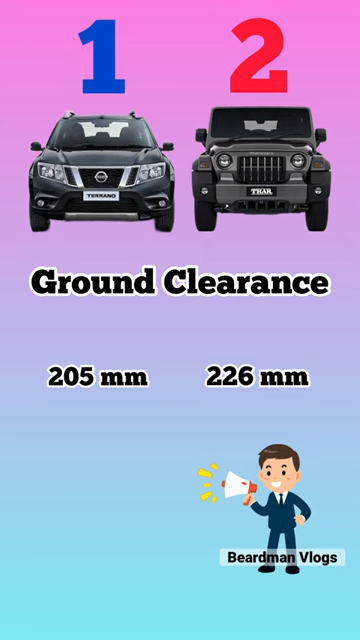 1 2
TERRANO THAR
Ground Clearance
205 mm 226 mm
Beardman Vlogs